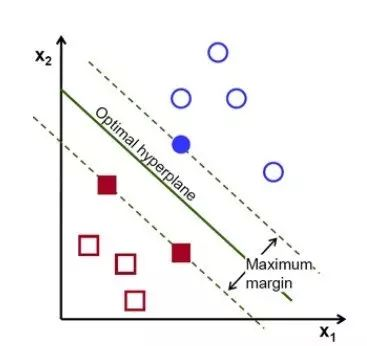 x2
Optimal hyperplane
Maximum
margin
x1